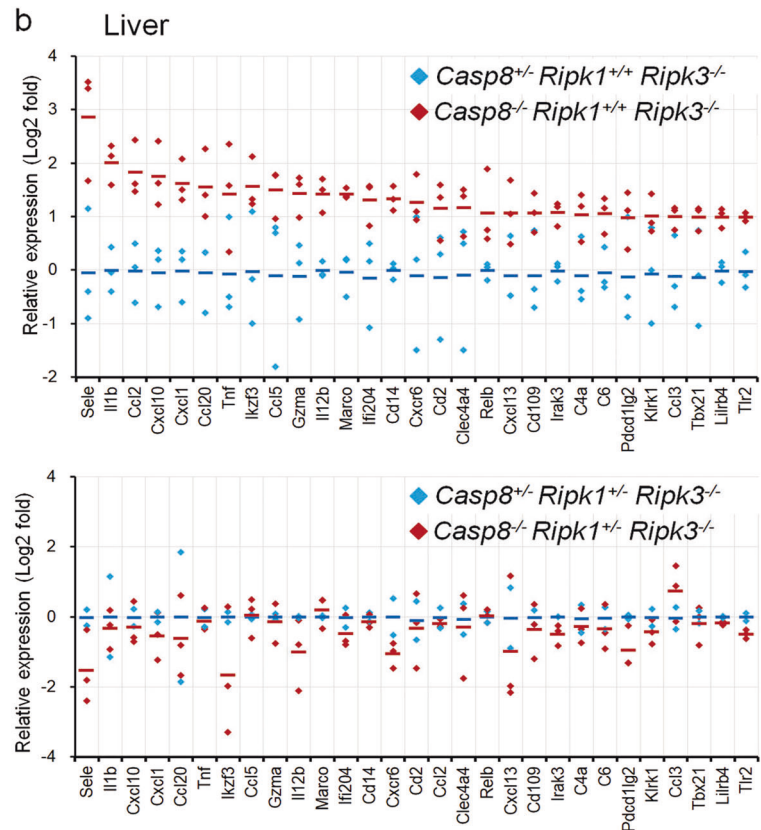 b Liver
Casp8+/- Ripk1+/+ Ripk3-/-
Casp8-/- Ripk1+/+ Ripk3-/-
Relative expression (Log2 fold)
4
3
2
1
0
-1
-2
Sele Il1b Ccl2 Cxcl10 Cxcl1 Ccl20 Tnf Ikzf3 Ccl5 Gzma Il12b Marco Ifi204 Cd14 Cxcr6 Cd2 Clec4a4 Relb Cxcl13 Cd109 Irak3 C4a C6 Pdcd1lg2 Klrk1 Ccl3 Tbx21 Lilrb4 Tlr2
Casp8+/- Ripk1+/- Ripk3-/-
Casp8-/- Ripk1+/- Ripk3-/-
Relative expression (Log2 fold)
4
2
0
-2
-4
Sele Il1b Cxcl10 Cxcl1 Ccl20 Tnf Ikzf3 Ccl5 Gzma Il12b Marco Ifi204 Cd14 Cxcr6 Cd2 Ccl2 Clec4a4 Relb Cxcl13 Cd109 Irak3 C4a C6 Pdcd1lg2 Klrk1 Ccl3 Tbx21 Lilrb4 Tlr2